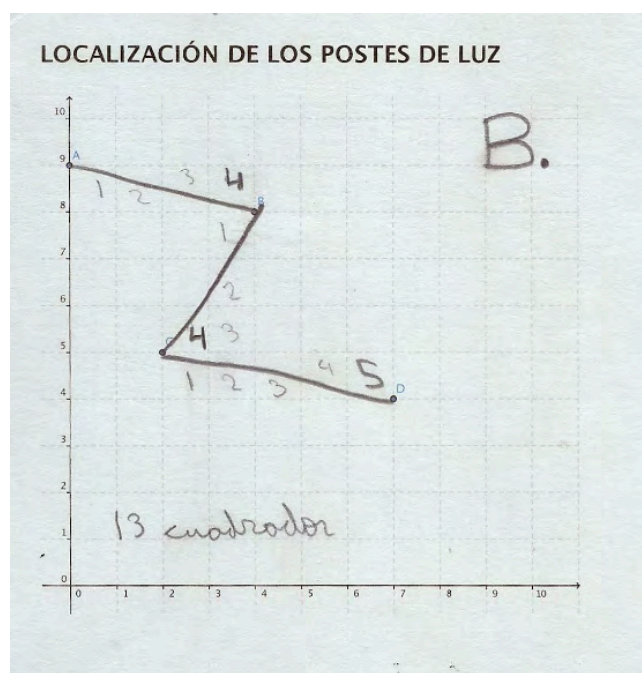 LOCALIZACIÓN DE LOS POSTES DE LUZ
B.
10
9
A
1 2 3 4
8
B
1
7
2
6
4 3
5
C
1 2 3 4 5
D
4
3
2
13 cuadrador
1
0
0 1 2 3 4 5 6 7 8 9 10